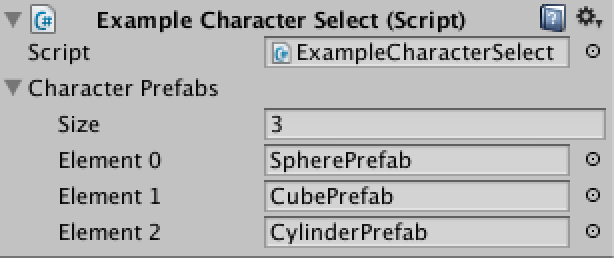 Example Character Select (Script)
Script ExampleCharacterSelect
Character Prefabs
Size 3
Element 0 SpherePrefab
Element 1 CubePrefab
Element 2 CylinderPrefab